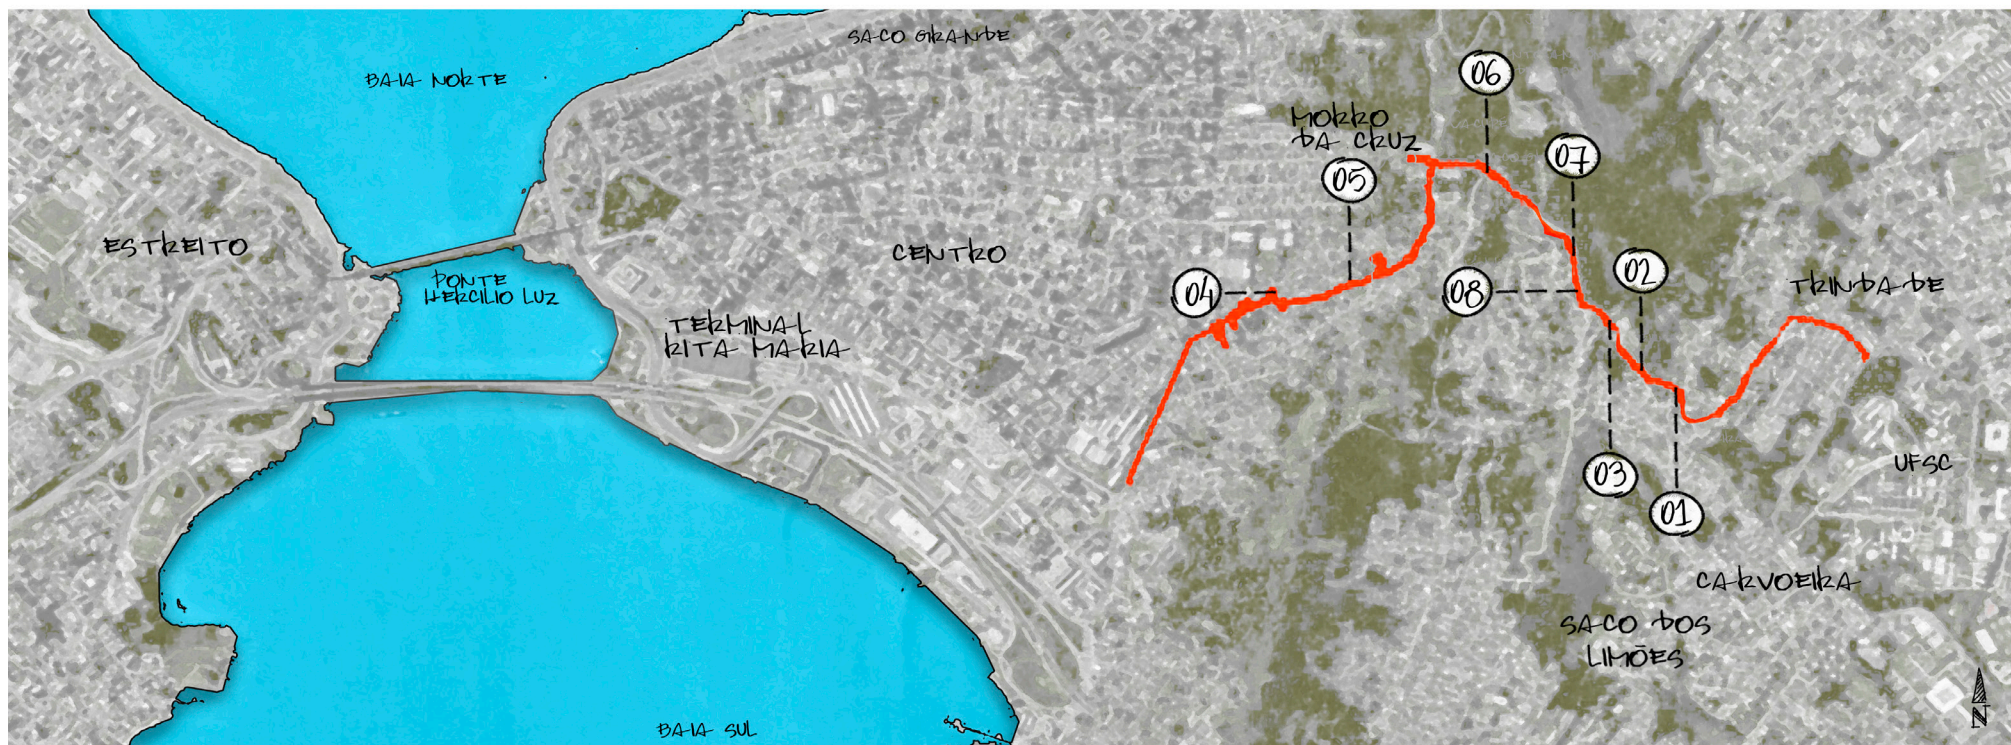 SACO GRANDE
BAIA NORTE
06
MORRO
DA CRUZ
07
05
ESTREITO
CENTRO
PONTE
HERCILIO LUZ
04
08
02
TRINDADE
TERMINAL
RITA MARIA
03
UFSC
01
CARVOEIRA
SACO DOS
LIMÕES
BAIA SUL
N